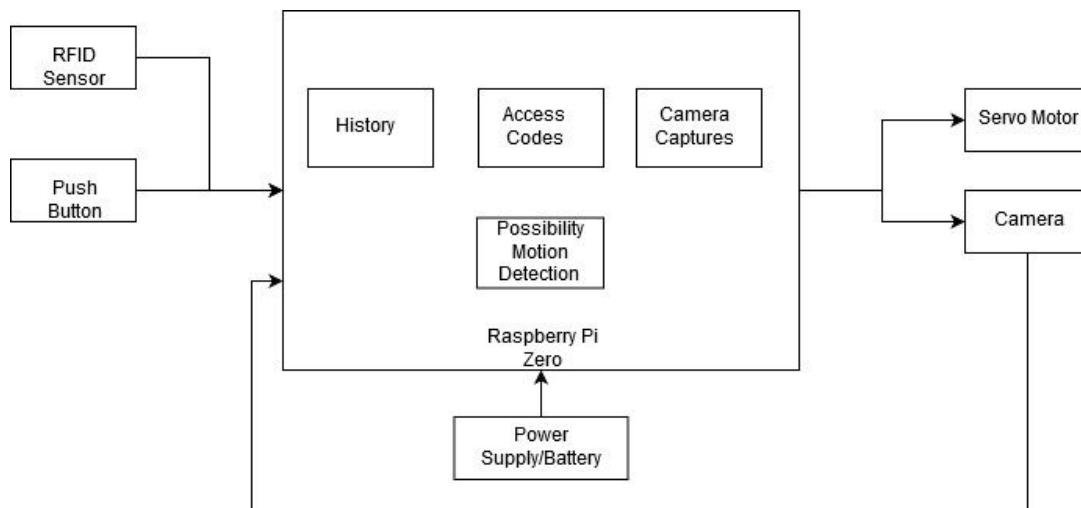 RFID
Sensor
Push
Button
History
Access
Codes
Camera
Captures
Possibility
Motion
Detection
Raspberry Pi
Zero
Power
Supply/Battery
Servo Motor
Camera